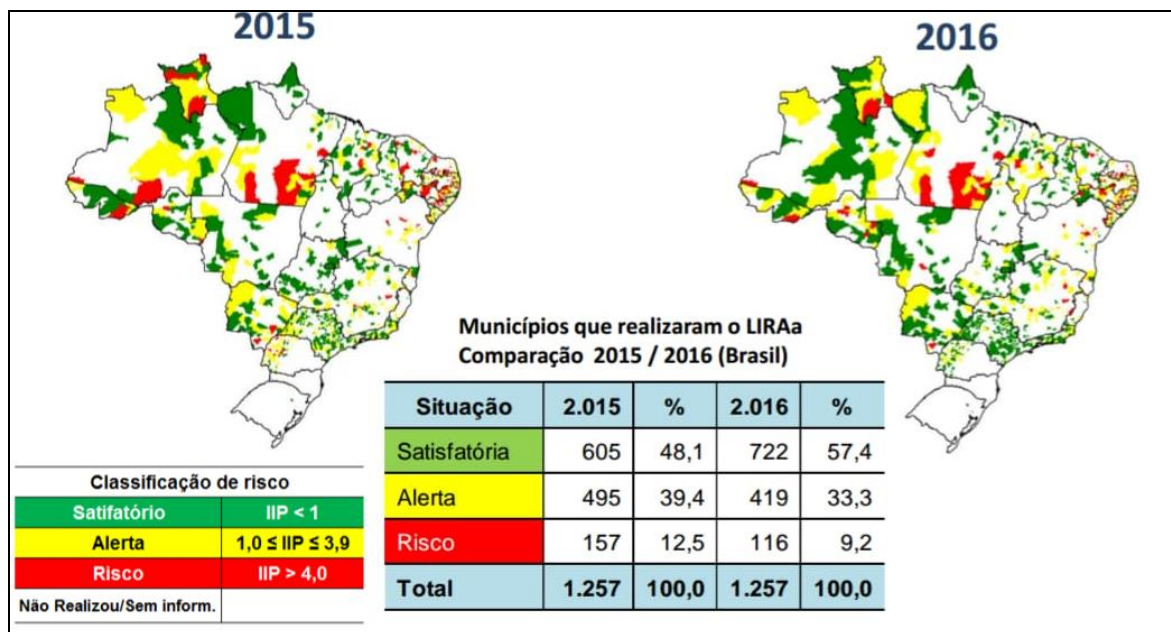 2015
2016
Municípios que realizaram o LIRAa
Comparação 2015 / 2016 (Brasil)
Situação 2.015 % 2.016 %
Satisfatória 605 48,1 722 57,4
Alerta 495 39,4 419 33,3
Risco 157 12,5 116 9,2
Total 1.257 100,0 1.257 100,0
Classificação de risco
Satifatório IIP < 1
Alerta 1,0 ≤ IIP ≤ 3,9
Risco IIP > 4,0
Não Realizou/Sem inform.